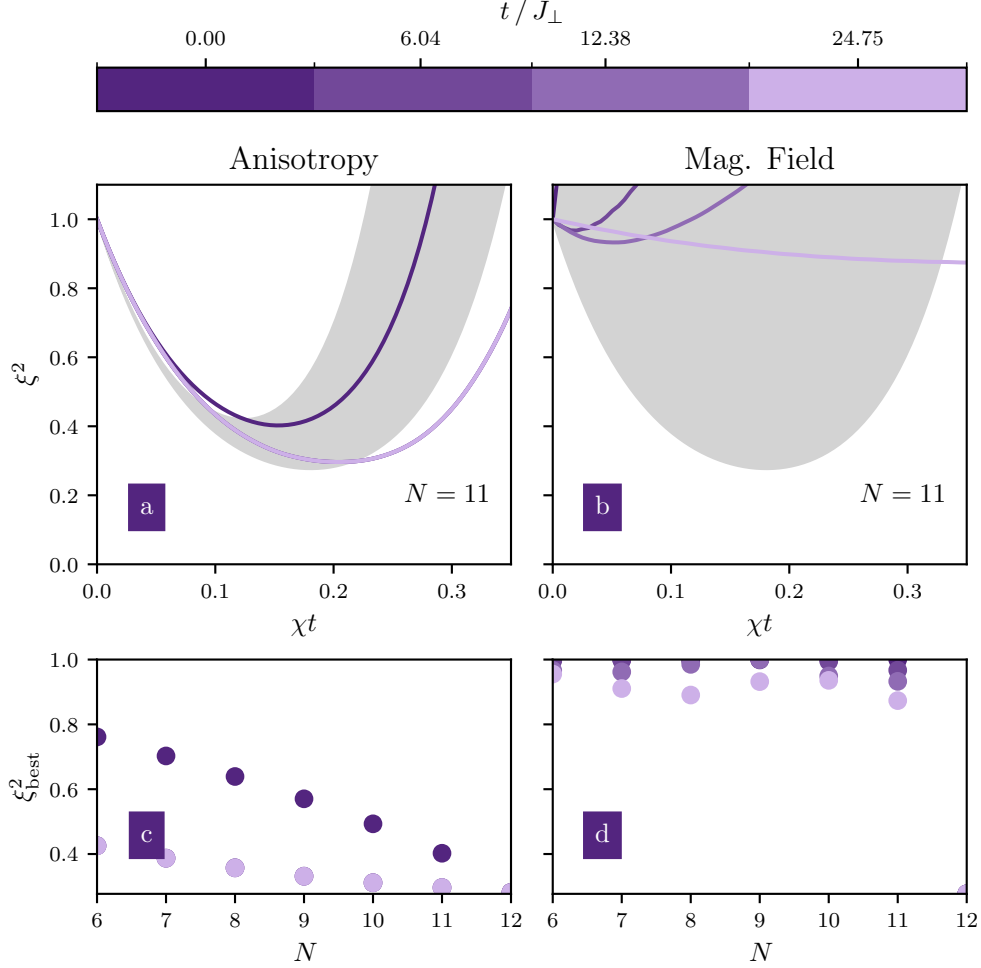 t / J⊥
0.00 6.04 12.38 24.75
Anisotropy Mag. Field
1.0
0.8
0.6
0.4
0.2
0.0
ξ²
a N = 11 b N = 11
0.0 0.1 0.2 0.3 0.0 0.1 0.2 0.3
χt χt
1.0
0.8
0.6
0.4
ξ²best
c d
6 7 8 9 10 11 12 6 7 8 9 10 11 12
N N